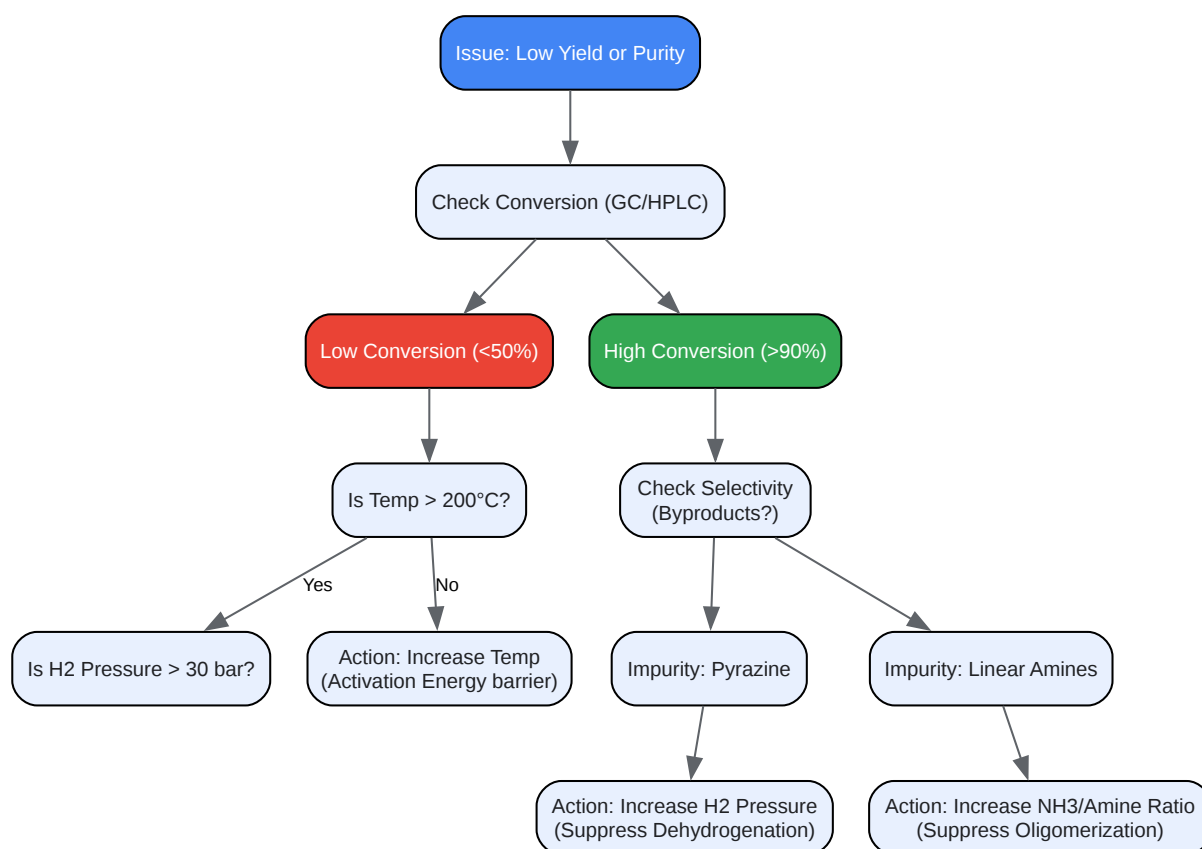 Issue: Low Yield or Purity
Check Conversion (GC/HPLC)
Low Conversion (<50%)
High Conversion (>90%)
Is Temp > 200°C?
Check Selectivity
(Byproducts?)
Yes
No
Is H2 Pressure > 30 bar?
Action: Increase Temp
(Activation Energy barrier)
Impurity: Pyrazine
Impurity: Linear Amines
Action: Increase H2 Pressure
(Suppress Dehydrogenation)
Action: Increase NH3/Amine Ratio
(Suppress Oligomerization)